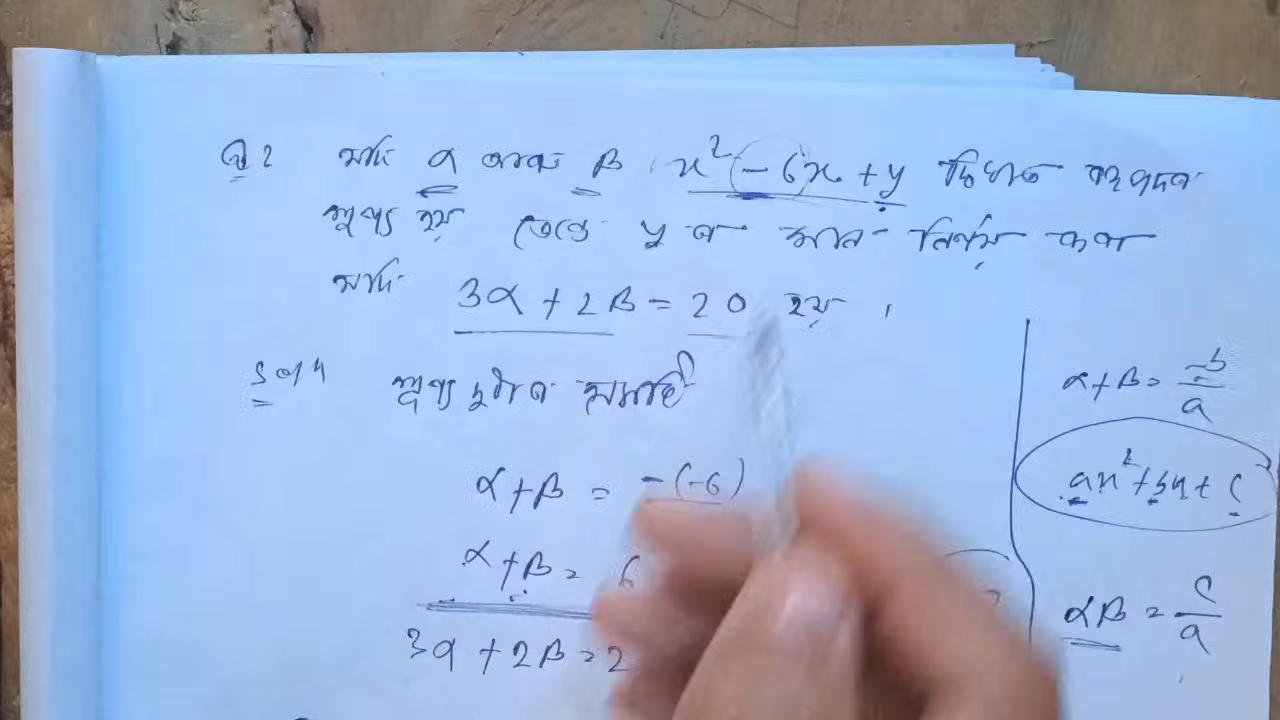 Q 2 যদি α আৰু β x² - 6x + y দ্বিঘাত বহুপদৰ
শূণ্য হয় তেন্তে y ৰ মান নিৰ্ণয় কৰা
যদি 3α + 2β = 20 হয় ।
শূণ্য দুটাৰ সমষ্টি
α + β = -(-6)
α + β = 6
3α + 2β = 2
α + β = -b/a
ax² + bx + c
αβ = c/a